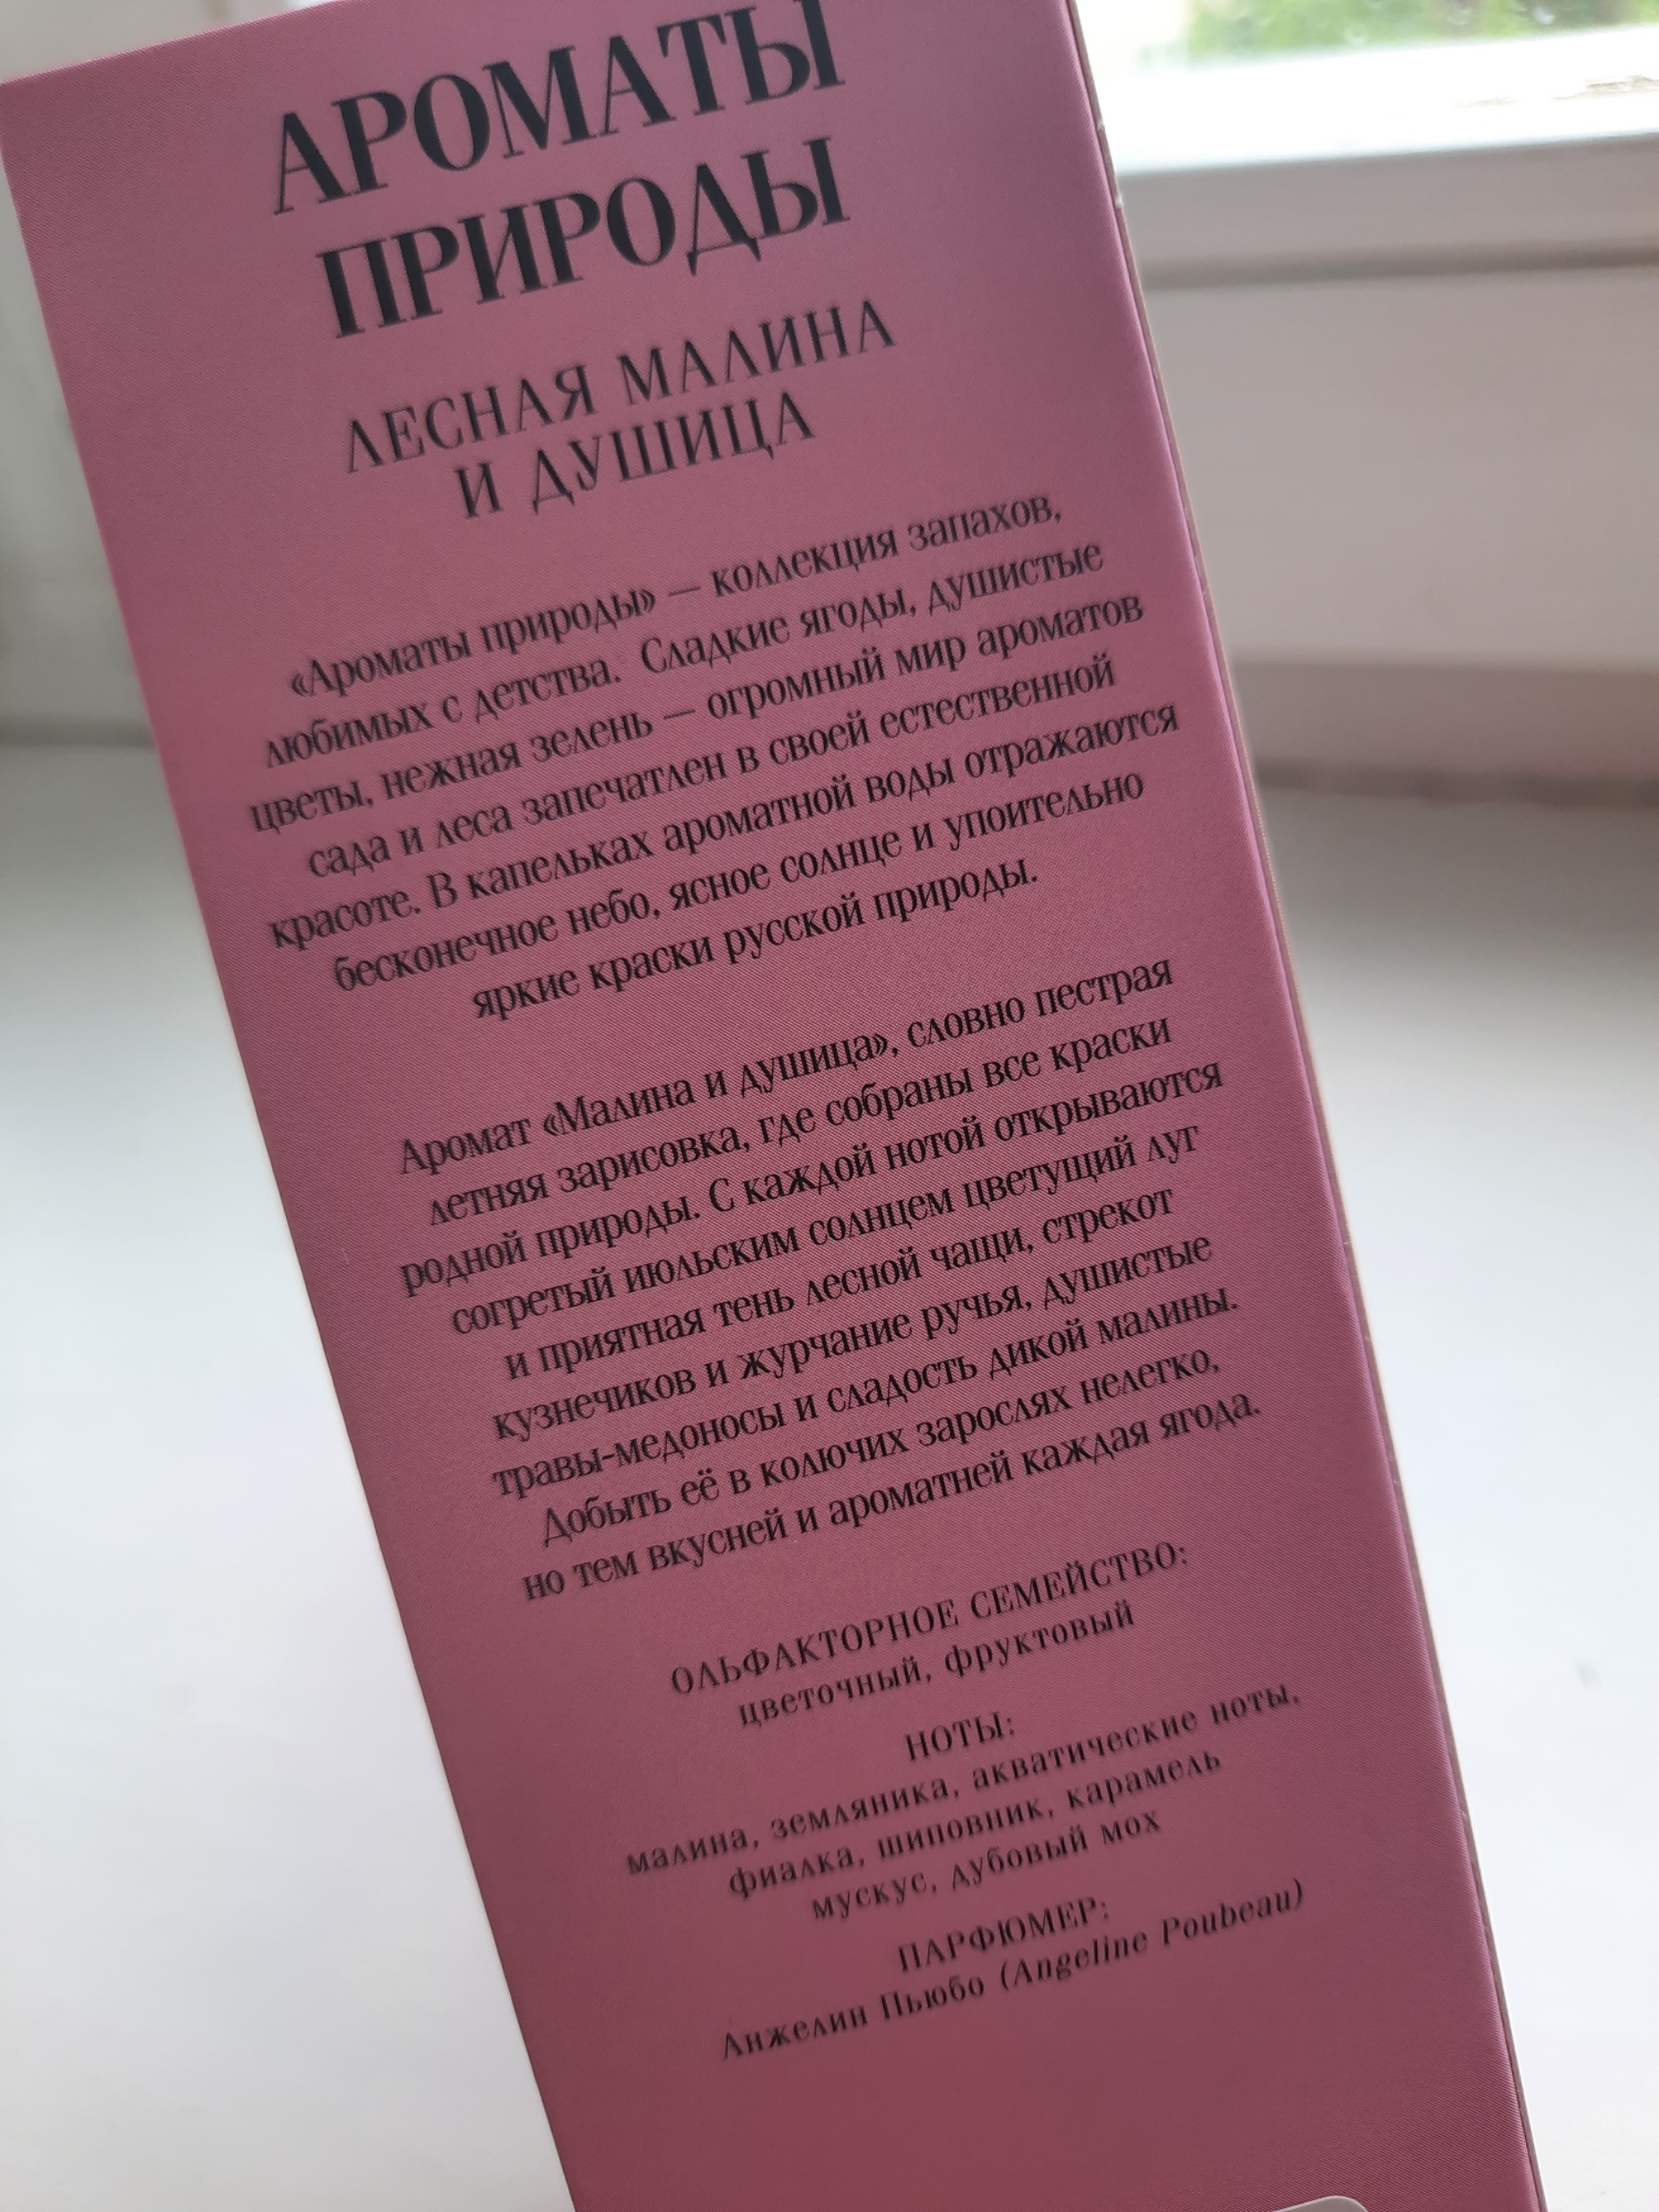 АРОМАТЫ
ПРИРОДЫ
ЛЕСНАЯ МАЛИНА
И ДУШИЦА
«Ароматы природы» — коллекция запахов,
любимых с детства. Сладкие ягоды, душистые
цветы, нежная зелень — огромный мир ароматов
сада и леса запечатлен в своей естественной
красоте. В капельках ароматной воды отражаются
бесконечное небо, ясное солнце и упоительно
яркие краски русской природы.
Аромат «Малина и душица», словно пестрая
летняя зарисовка, где собраны все краски
родной природы. С каждой нотой открываются
согретый июльским солнцем цветущий луг
и приятная тень лесной чащи, стрекот
кузнечиков и журчание ручья, душистые
травы-медоносы и сладость дикой малины.
Добыть её в колючих зарослях нелегко,
но тем вкусней и ароматней каждая ягода.
ОЛЬФАКТОРНОЕ СЕМЕЙСТВО:
цветочный, фруктовый
НОТЫ:
малина, земляника, акватические ноты,
фиалка, шиповник, карамель
мускус, дубовый мох
ПАРФЮМЕР:
Анжелин Пьюбо (Angeline Poubeau)